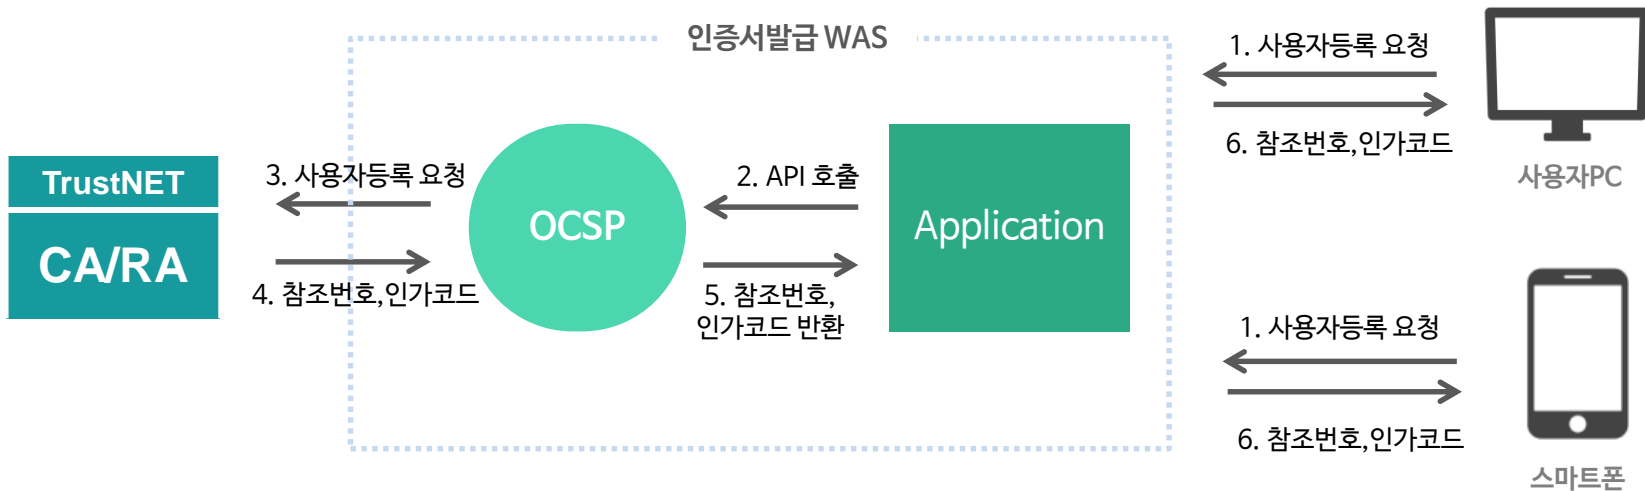 인증서발급 WAS
TrustNET
CA/RA
3. 사용자등록 요청
4. 참조번호,인가코드
OCSP
2. API 호출
5. 참조번호,
인가코드 반환
Application
1. 사용자등록 요청
6. 참조번호,인가코드
사용자PC
1. 사용자등록 요청
6. 참조번호,인가코드
스마트폰